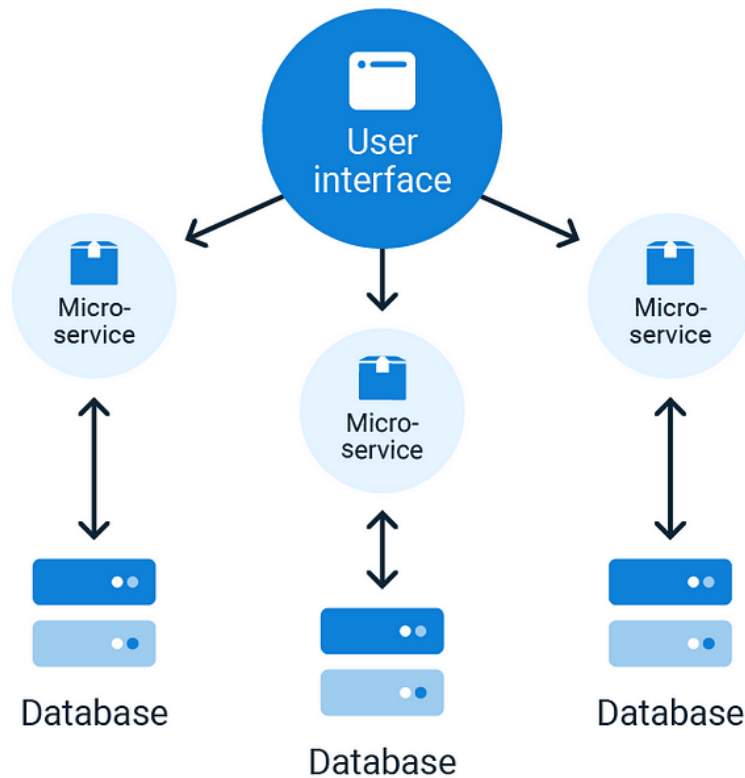 User
interface
Micro-
service
Micro-
service
Micro-
service
Database
Database
Database